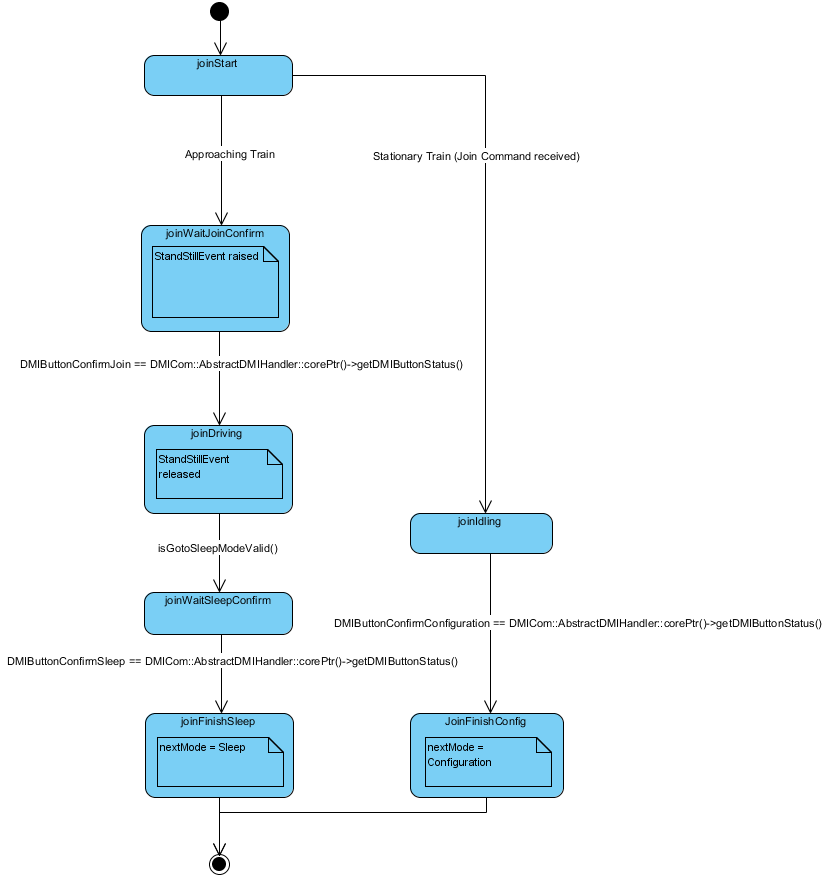 joinStart
Approaching Train
Stationary Train (Join Command received)
joinWaitJoinConfirm
StandStillEvent raised
DMIButtonConfirmJoin == DMICom::AbstractDMIHandler::corePtr()->getDMIButtonStatus()
joinDriving
StandStillEvent
released
isGotoSleepModeValid()
joinIdling
joinWaitSleepConfirm
DMIButtonConfirmConfiguration == DMICom::AbstractDMIHandler::corePtr()->getDMIButtonStatus()
DMIButtonConfirmSleep == DMICom::AbstractDMIHandler::corePtr()->getDMIButtonStatus()
joinFinishSleep
nextMode = Sleep
JoinFinishConfig
nextMode =
Configuration